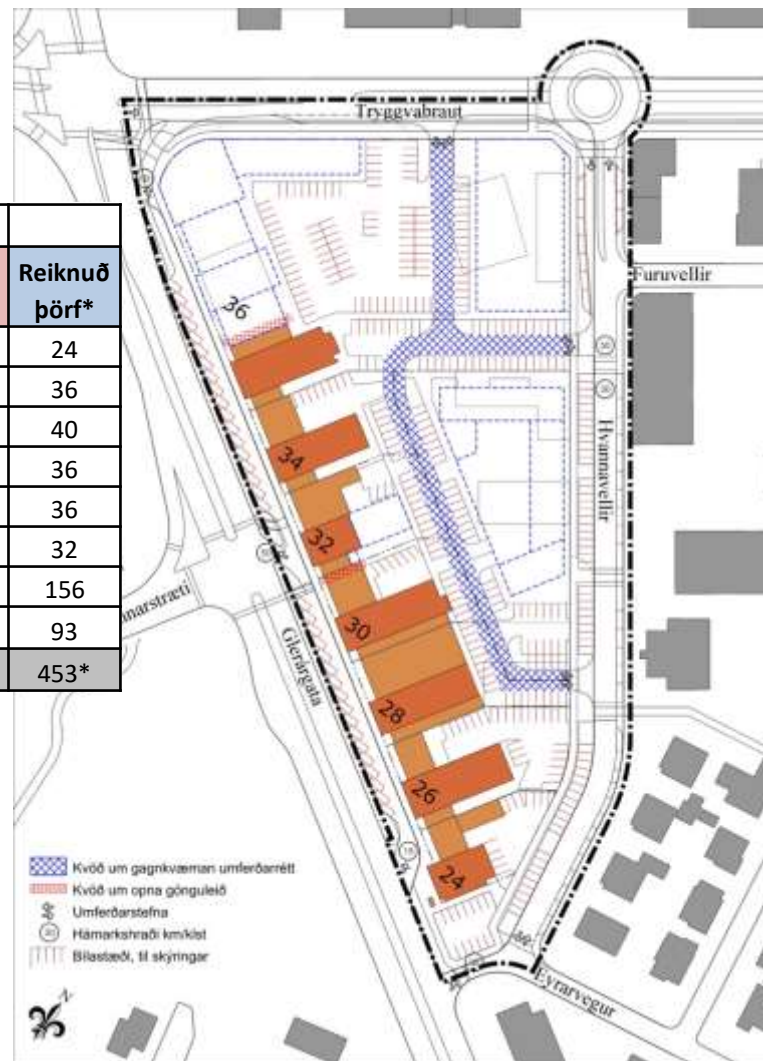 Reiknuð
þörf*
24
36
40
36
36
32
156
93
453*
Tryggvabraut
Furuvellir
Hvannavellir
Glerárgata
Eyrarvegur
36
34
32
30
28
26
24
Kvöð um gagnkvæman umferðarrétt
Kvöð um opna gönguleið
Umferðarstefna
Hámarkshraði km/klst
Bílastæði, til skýringar
N